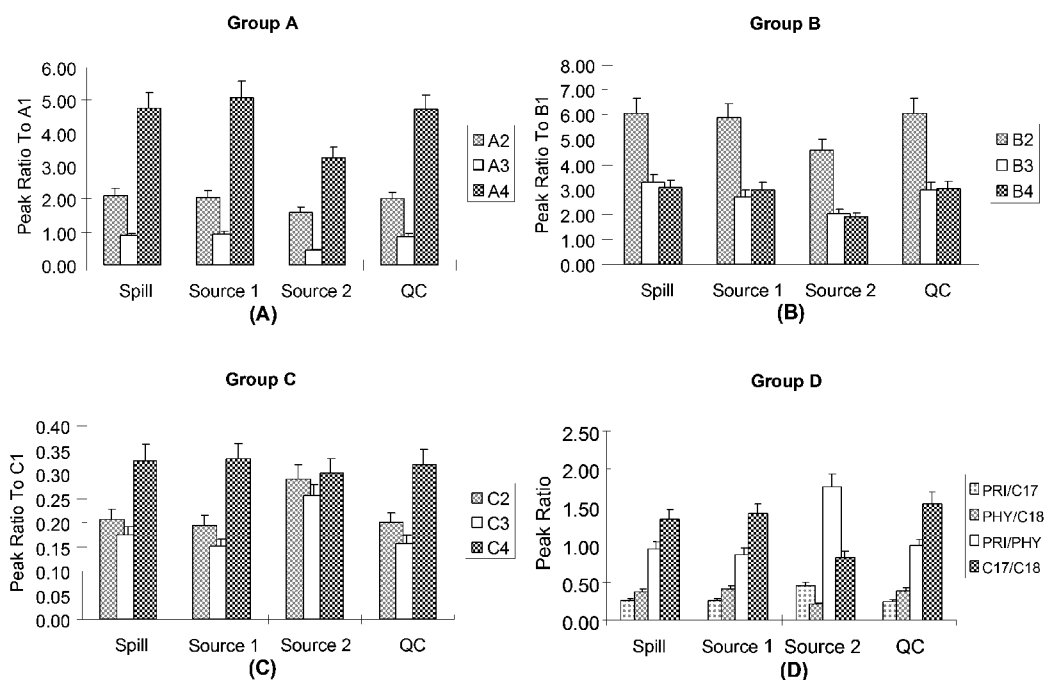 Group A
Peak Ratio To A1
6.00
5.00
4.00
3.00
2.00
1.00
0.00
Spill
Source 1
Source 2
QC
A2
A3
A4
(A)
Group B
Peak Ratio To B1
8.00
7.00
6.00
5.00
4.00
3.00
2.00
1.00
0.00
Spill
Source 1
Source 2
QC
B2
B3
B4
(B)
Group C
Peak Ratio To C1
0.40
0.35
0.30
0.25
0.20
0.15
0.00
Spill
Source 1
Source 2
QC
C2
C3
C4
(C)
Group D
Peak Ratio
2.50
2.00
1.00
0.50
0.00
Spill
Source 1
Source 2
QC
PRI/C17
PHY/C18
PRI/PHY
C17/C18
(D)